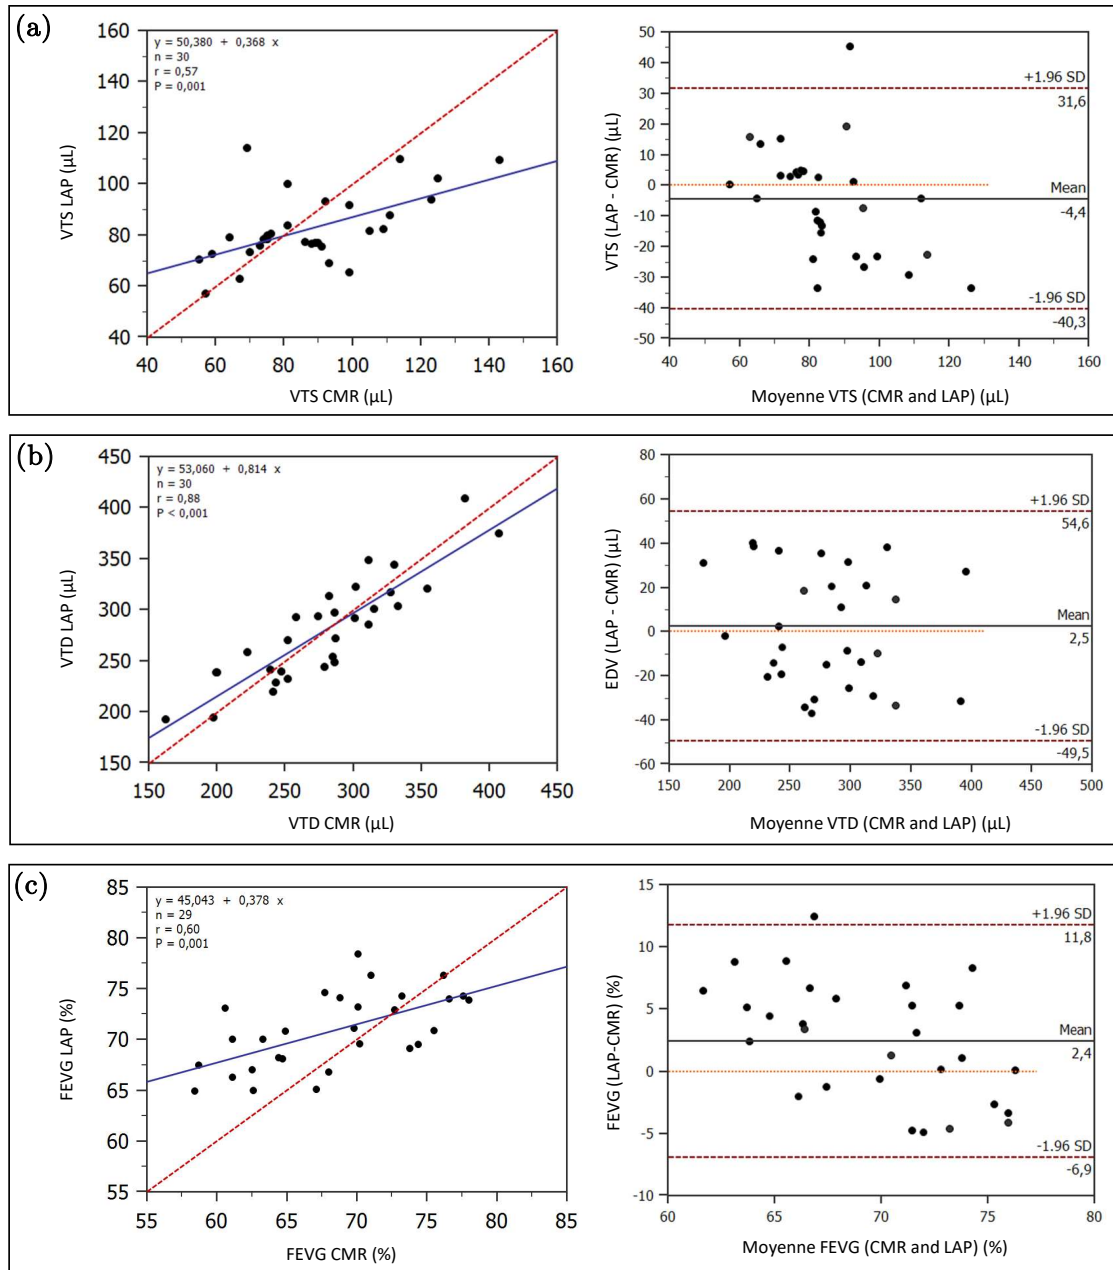 (a)
y = 50,380 + 0,368 x
n = 30
r = 0,57
P = 0,001
160
140
120
100
80
60
40
VTS LAP (µL)
40 60 80 100 120 140 160
VTS CMR (µL)
50
40
30
20
10
0
-10
-20
-30
-40
-50
VTS (LAP - CMR) (µL)
+1.96 SD
31,6
Mean
-4,4
-1.96 SD
-40,3
40 60 80 100 120 140 160
Moyenne VTS (CMR and LAP) (µL)
(b)
y = 53,060 + 0,814 x
n = 30
r = 0,88
P < 0,001
450
400
350
300
250
200
150
VTD LAP (µL)
150 200 250 300 350 400 450
VTD CMR (µL)
80
60
40
20
0
-20
-40
-60
EDV (LAP - CMR) (µL)
+1.96 SD
54,6
Mean
2,5
-1.96 SD
-49,5
150 200 250 300 350 400 450 500
Moyenne VTD (CMR and LAP) (µL)
(c)
y = 45,043 + 0,378 x
n = 29
r = 0,60
P = 0,001
85
80
75
70
65
60
55
FEVG LAP (%)
55 60 65 70 75 80 85
FEVG CMR (%)
15
10
5
0
-5
-10
FEVG (LAP-CMR) (%)
+1.96 SD
11,8
Mean
2,4
-1.96 SD
-6,9
60 65 70 75 80
Moyenne FEVG (CMR and LAP) (%)